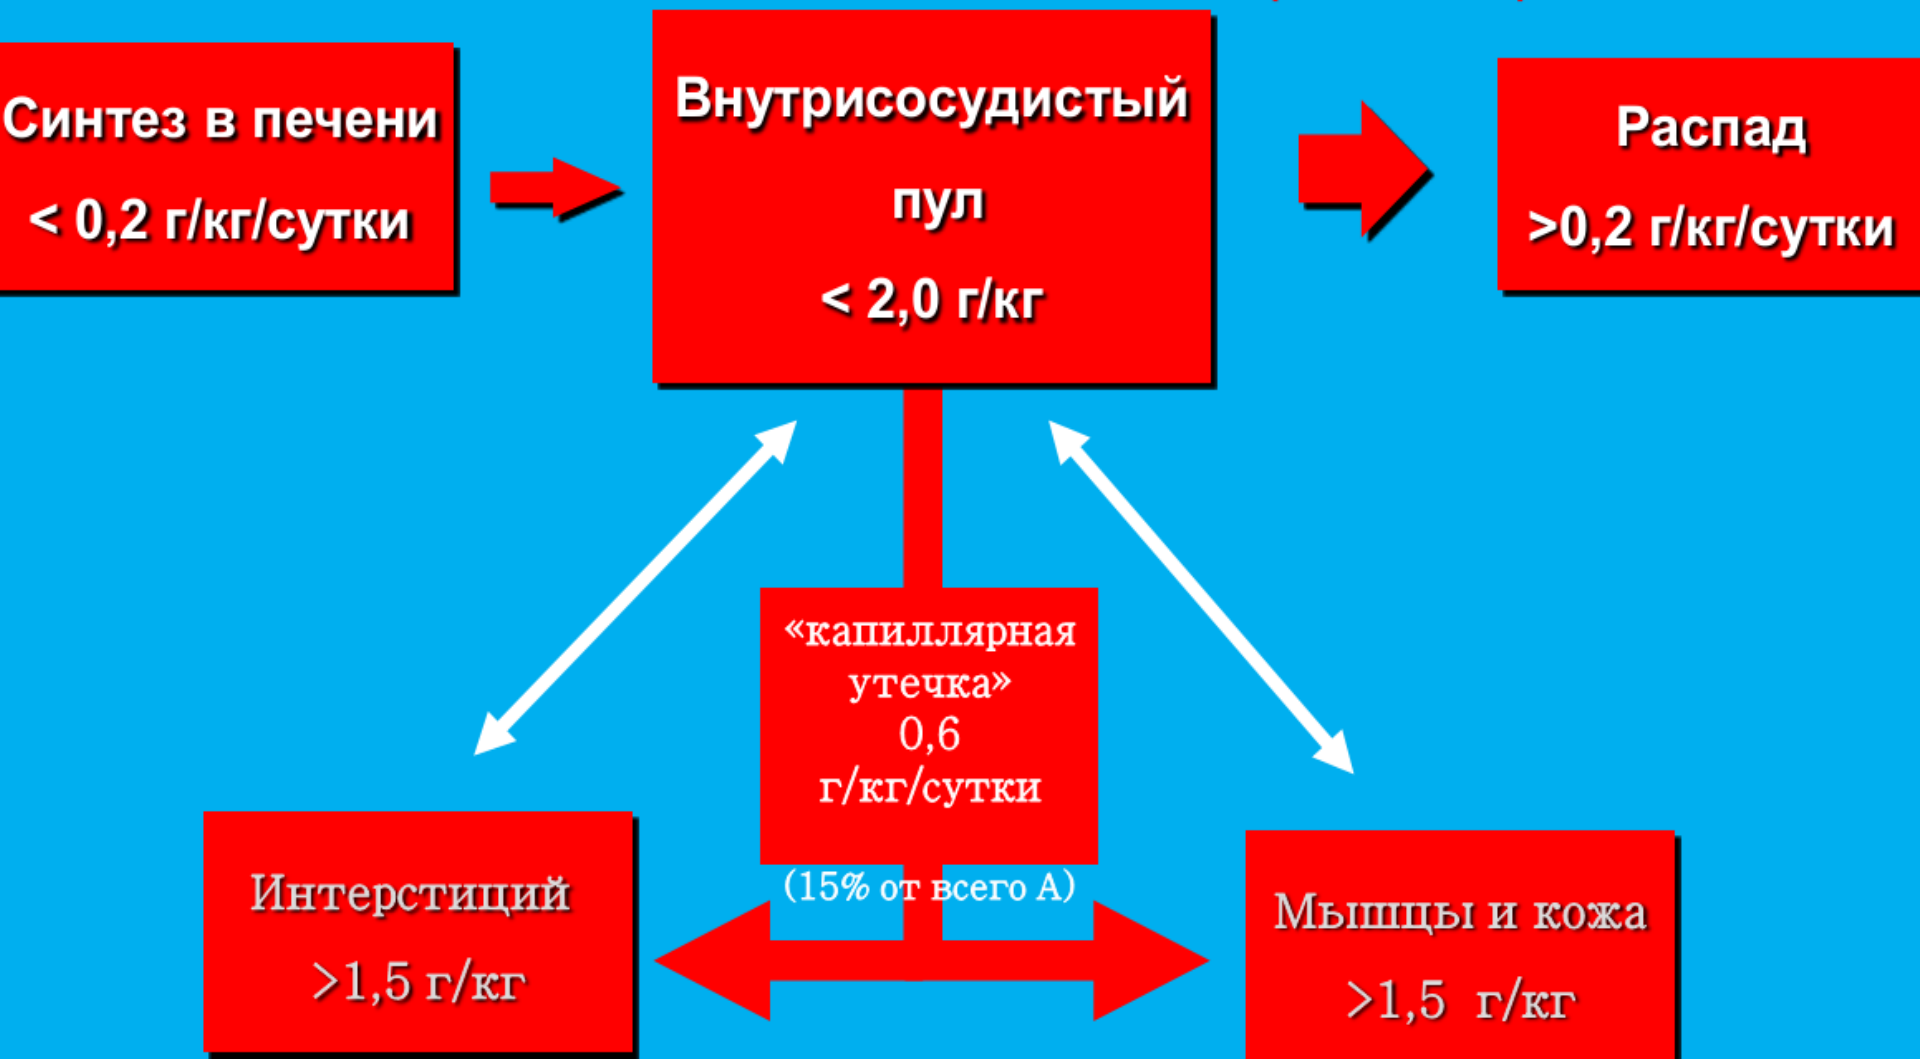 Синтез в печени
< 0,2 г/кг/сутки
Внутрисосудистый
пул
< 2,0 г/кг
Распад
>0,2 г/кг/сутки
«капиллярная
утечка»
0,6
г/кг/сутки
(15% от всего А)
Интерстиций
>1,5 г/кг
Мышцы и кожа
>1,5 г/кг